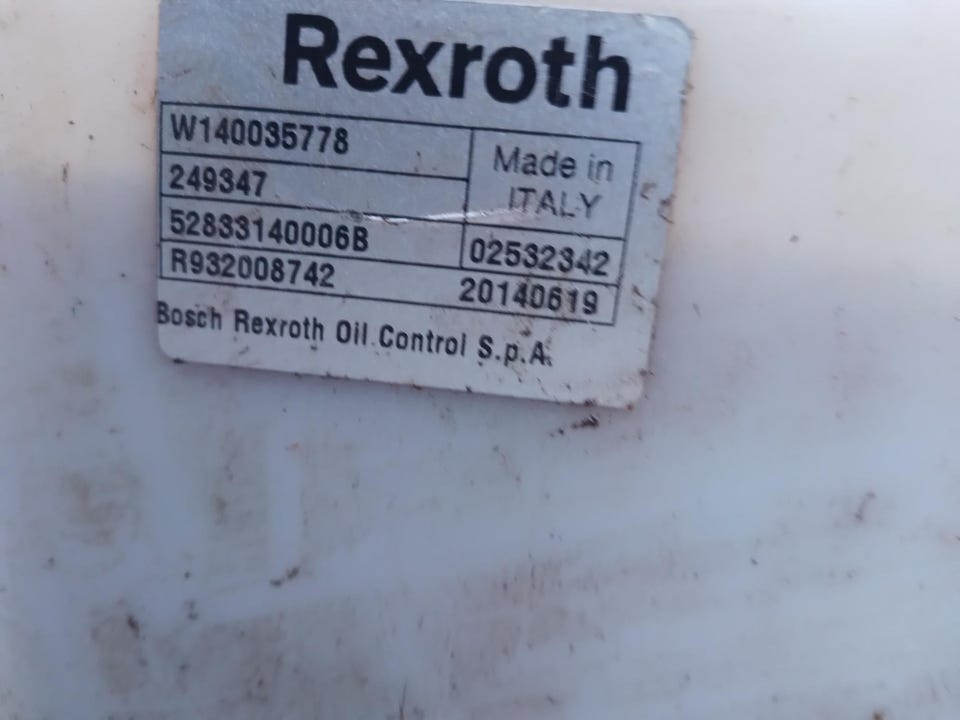 Rexroth
W140035778
Made in
ITALY
249347
52833140006B
02532342
R932008742
20140619
Bosch Rexroth Oil Control S.p.A.